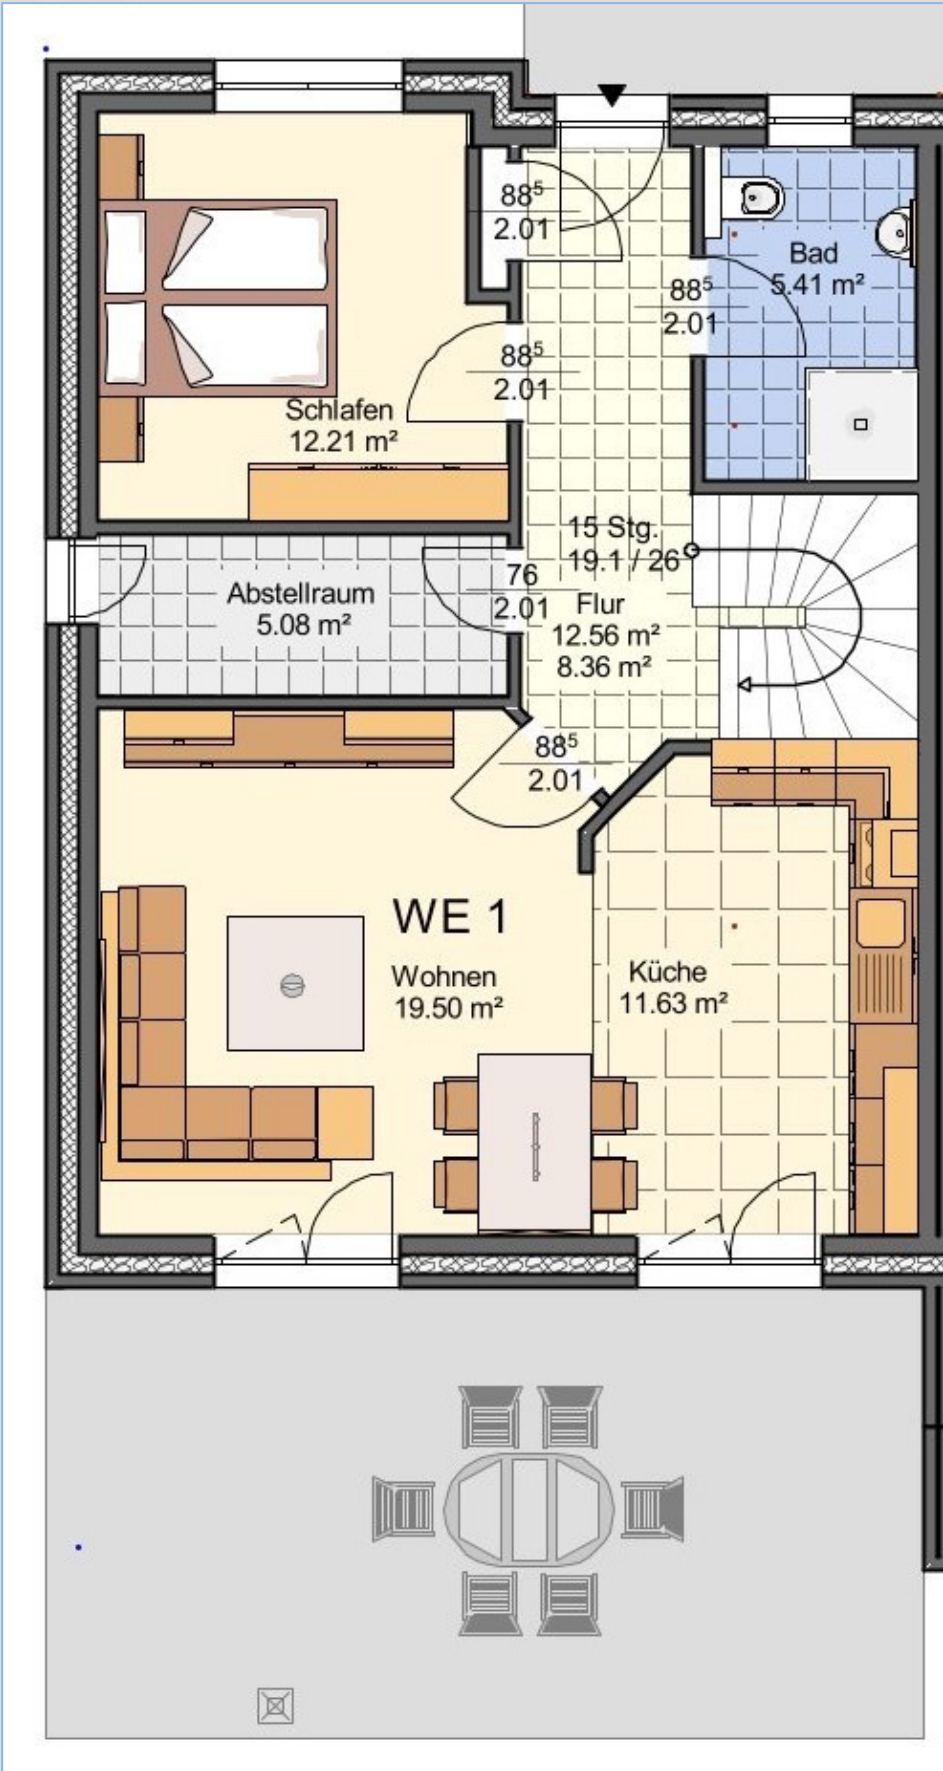 88⁵
2.01
Bad
5.41 m²
88⁵
2.01
88⁵
2.01
Schlafen
12.21 m²
15 Stg.
19.1 / 26
76
2.01
Abstellraum
5.08 m²
Flur
12.56 m²
8.36 m²
88⁵
2.01
WE 1
Wohnen
19.50 m²
Küche
11.63 m²